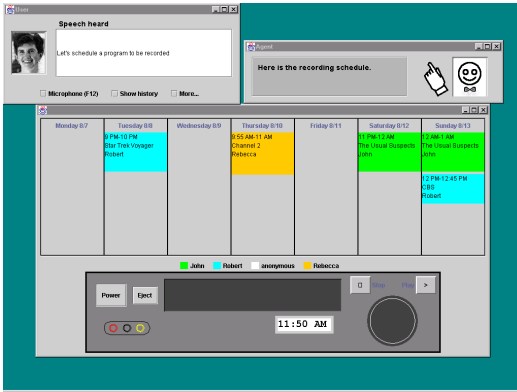 Diver
Speech heard
Let's schedule a program to be recorded
Microphone (F12) Show history More...
Agent
Here is the recording schedule.
Monday 8/7 Tuesday 8/8 Wednesday 8/9 Thursday 8/10 Friday 8/11 Saturday 8/12 Sunday 8/13
9 PM-10 PM
Star Trek Voyager
Robert
9:55 AM-11 AM
Channel 2
Rebecca
11 PM-12 AM
The Usual Suspects
John
12 AM-1 AM
The Usual Suspects
John
12 PM-12:45 PM
CBS
Robert
John Robert anonymous Rebecca
Power Eject
Stop Play >
11:50 AM